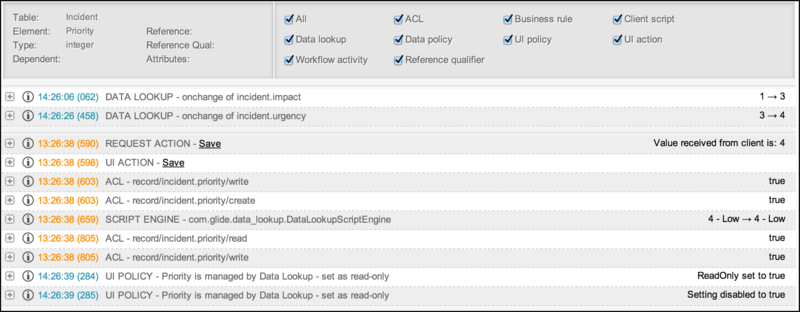 Table: Incident
Element: Priority Reference:
Type: integer Reference Qual:
Dependent: Attributes:
All ACL Business rule Client script
Data lookup Data policy UI policy UI action
Workflow activity Reference qualifier
14:26:06 (062) DATA LOOKUP - onchange of incident.impact 1 → 3
14:26:26 (458) DATA LOOKUP - onchange of incident.urgency 3 → 4
13:26:38 (590) REQUEST ACTION - Save Value received from client is: 4
13:26:38 (598) UI ACTION - Save
13:26:38 (603) ACL - record/incident.priority/write true
13:26:38 (603) ACL - record/incident.priority/create true
13:26:38 (659) SCRIPT ENGINE - com.glide.data_lookup.DataLookupScriptEngine 4 - Low → 4 - Low
13:26:38 (805) ACL - record/incident.priority/read true
13:26:38 (805) ACL - record/incident.priority/write true
14:26:39 (284) UI POLICY - Priority is managed by Data Lookup - set as read-only ReadOnly set to true
14:26:39 (285) UI POLICY - Priority is managed by Data Lookup - set as read-only Setting disabled to true